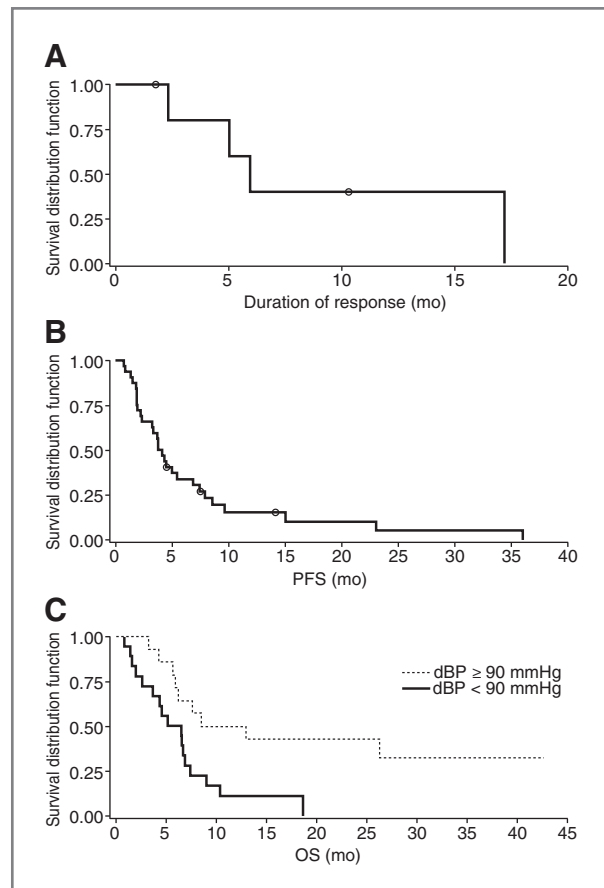 A
Survival distribution function
1.00
0.75
0.50
0.25
0.00
0 5 10 15 20
Duration of response (mo)
B
Survival distribution function
1.00
0.75
0.50
0.25
0.00
0 5 10 15 20 25 30 35 40
PFS (mo)
C
Survival distribution function
1.00
0.75
0.50
0.25
0.00
dBP ≥ 90 mmHg
dBP < 90 mmHg
0 5 10 15 20 25 30 35 40 45
OS (mo)